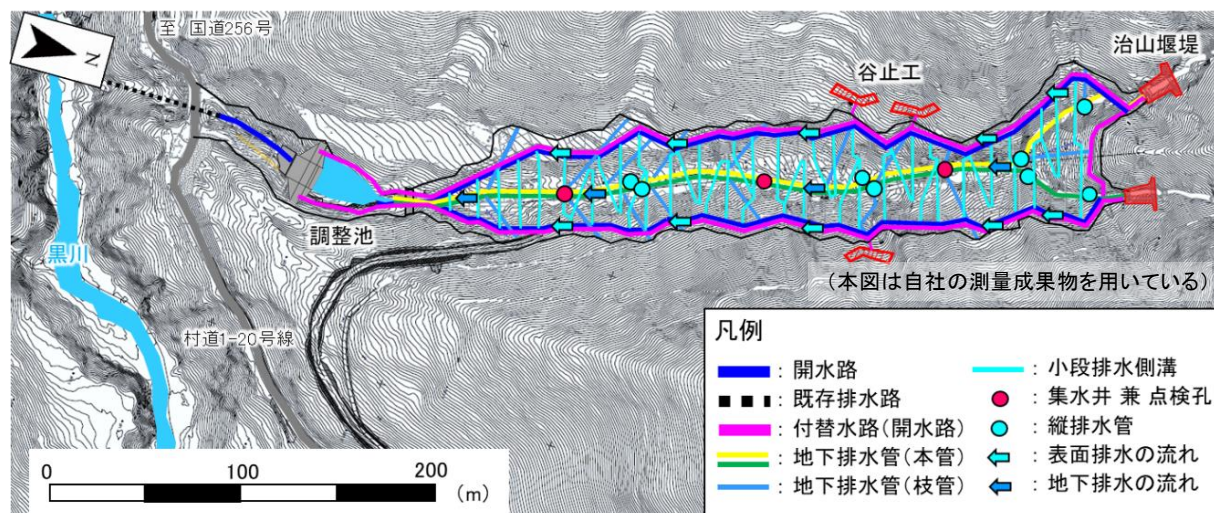 至 国道256号
N
治山堰堤
谷止工
調整池
黒川
村道1-20号線
(本図は自社の測量成果物を用いている)
凡例
:開水路
:既存排水路
:付替水路(開水路)
:地下排水管(本管)
:地下排水管(枝管)
:小段排水側溝
:集水井 兼 点検孔
:縦排水管
:表面排水の流れ
:地下排水の流れ
0 100 200 (m)